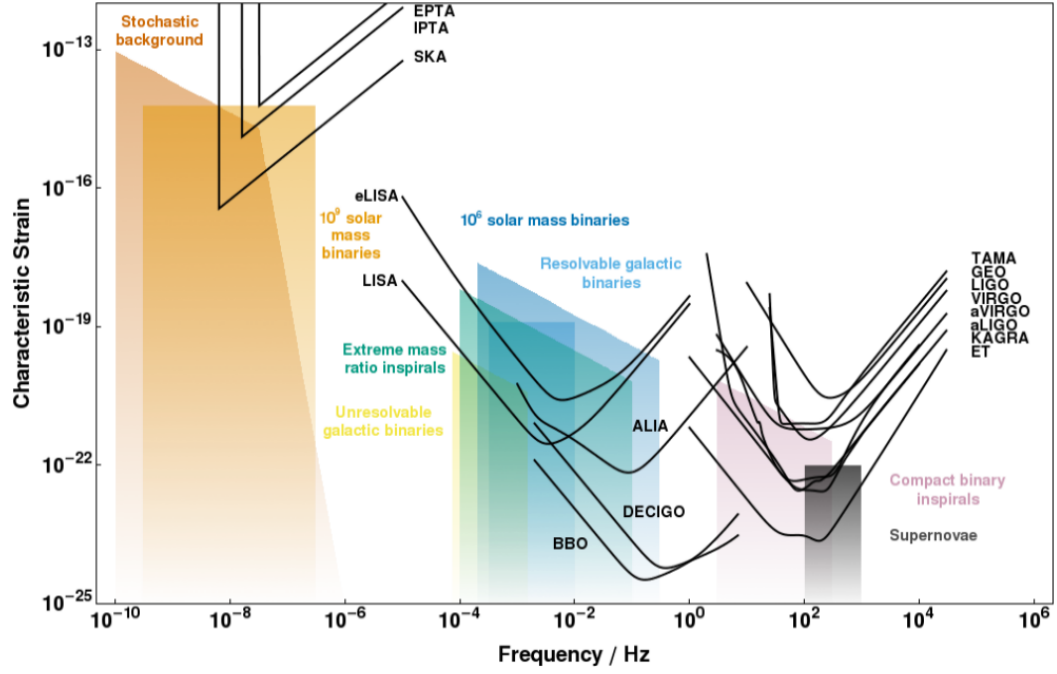 Stochastic
background
EPTA
IPTA
SKA
10⁻¹³
10⁻¹⁶
10⁻¹⁹
10⁻²²
10⁻²⁵
Characteristic Strain
eLISA
10⁹ solar
mass
binaries
10⁶ solar mass binaries
Resolvable galactic
binaries
LISA
Extreme mass
ratio inspirals
Unresolvable
galactic binaries
ALIA
DECIGO
BBO
TAMA
GEO
LIGO
VIRGO
aVIRGO
aLIGO
KAGRA
ET
Compact binary
inspirals
Supernovae
10⁻¹⁰
10⁻⁸
10⁻⁶
10⁻⁴
10⁻²
10⁰
10²
10⁴
10⁶
Frequency / Hz